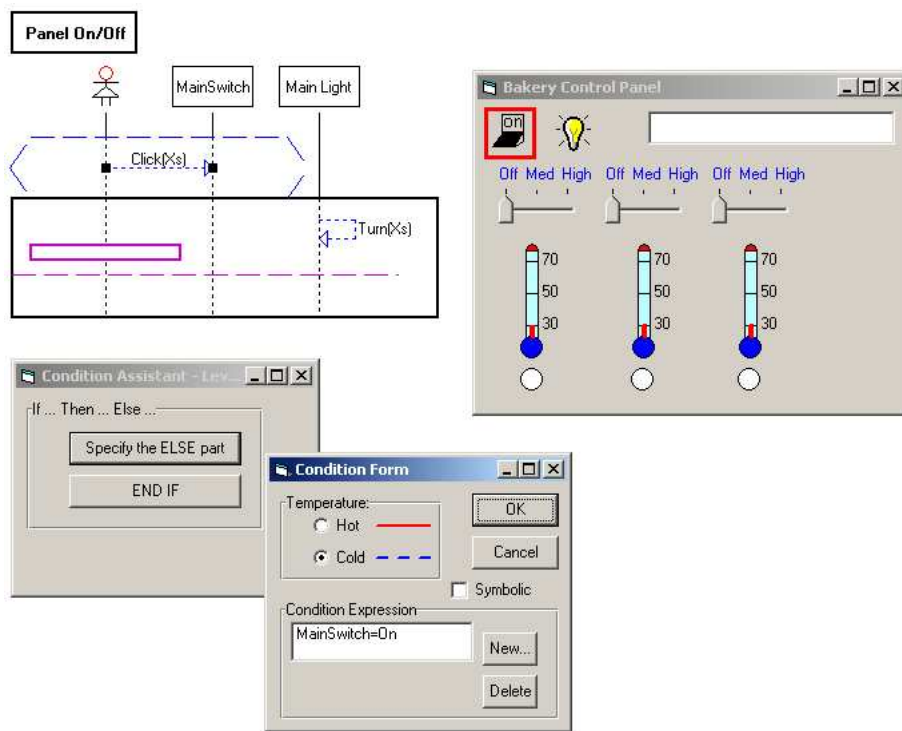 Panel On/Off
MainSwitch
Main Light
Click(Xs)
Turn(Xs)
Bakery Control Panel
on
Off Med High Off Med High Off Med High
70 70 70
50 50 50
30 30 30
Condition Assistant - Lev...
If ... Then ... Else ...
Specify the ELSE part
END IF
Condition Form
Temperature:
Hot
Cold
OK
Cancel
Symbolic
Condition Expression
MainSwitch=On
New...
Delete